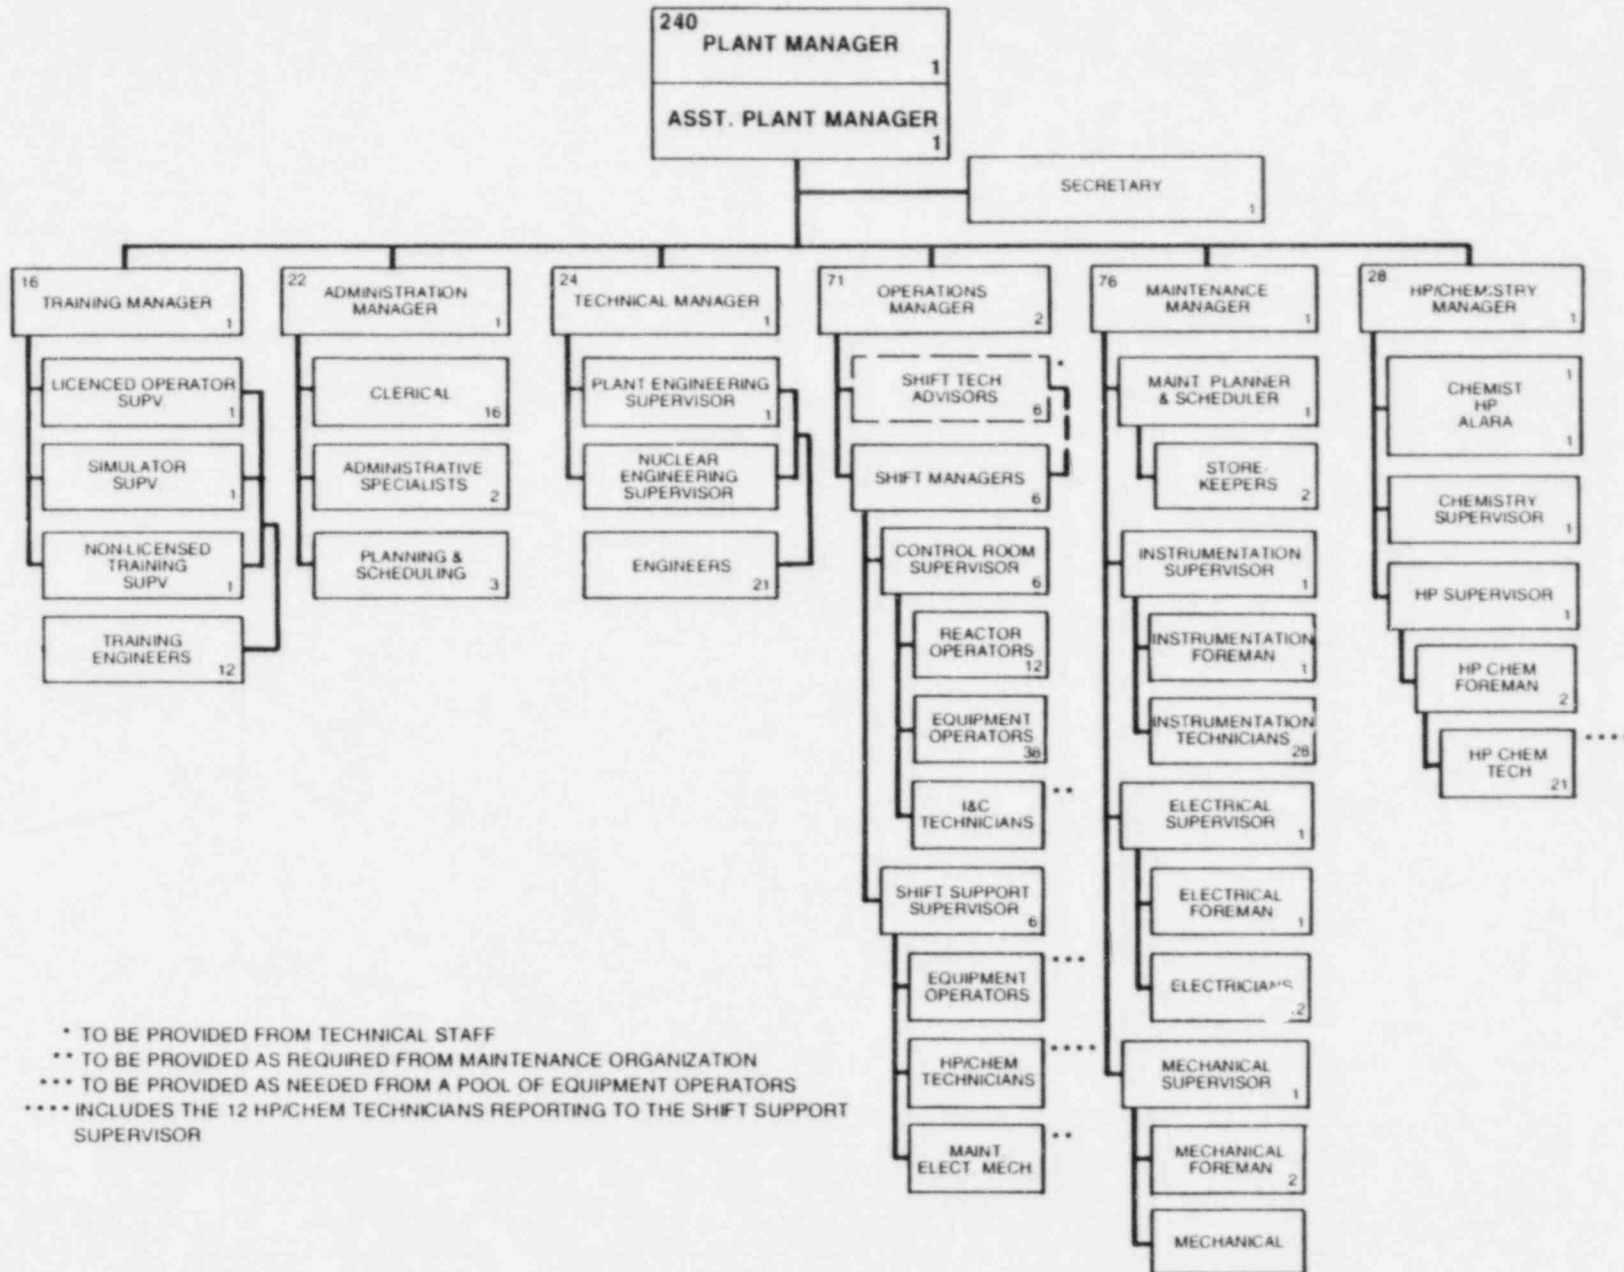 240
PLANT MANAGER
1
ASST. PLANT MANAGER
1
SECRETARY
1
16
TRAINING MANAGER
1
LICENCED OPERATOR
SUPV
1
SIMULATOR
SUPV
1
NON-LICENSED
TRAINING
SUPV
1
TRAINING
ENGINEERS
12
22
ADMINISTRATION
MANAGER
1
CLERICAL
16
ADMINISTRATIVE
SPECIALISTS
2
PLANNING &
SCHEDULING
3
24
TECHNICAL MANAGER
1
PLANT ENGINEERING
SUPERVISOR
1
NUCLEAR
ENGINEERING
SUPERVISOR
1
ENGINEERS
21
71
OPERATIONS
MANAGER
2
*
SHIFT TECH
ADVISORS
6
SHIFT MANAGERS
6
CONTROL ROOM
SUPERVISOR
6
REACTOR
OPERATORS
12
EQUIPMENT
OPERATORS
I&C
TECHNICIANS
**
SHIFT SUPPORT
SUPERVISOR
6
EQUIPMENT
OPERATORS
***
HP/CHEM
TECHNICIANS
****
MAINT.
ELECT. MECH.
**
76
MAINTENANCE
MANAGER
1
MAINT. PLANNER
& SCHEDULER
1
STORE-
KEEPERS
2
INSTRUMENTATION
SUPERVISOR
1
INSTRUMENTATION
FOREMAN
1
INSTRUMENTATION
TECHNICIANS
28
ELECTRICAL
SUPERVISOR
1
ELECTRICAL
FOREMAN
1
ELECTRICIANS
MECHANICAL
SUPERVISOR
1
MECHANICAL
FOREMAN
2
MECHANICAL
28
HP/CHEMISTRY
MANAGER
1
1
CHEMIST
HP
ALARA
1
CHEMISTRY
SUPERVISOR
1
HP SUPERVISOR
1
HP CHEM
FOREMAN
2
HP CHEM
TECH
21
****
* TO BE PROVIDED FROM TECHNICAL STAFF
** TO BE PROVIDED AS REQUIRED FROM MAINTENANCE ORGANIZATION
*** TO BE PROVIDED AS NEEDED FROM A POOL OF EQUIPMENT OPERATORS
**** INCLUDES THE 12 HP/CHEM TECHNICIANS REPORTING TO THE SHIFT SUPPORT
SUPERVISOR